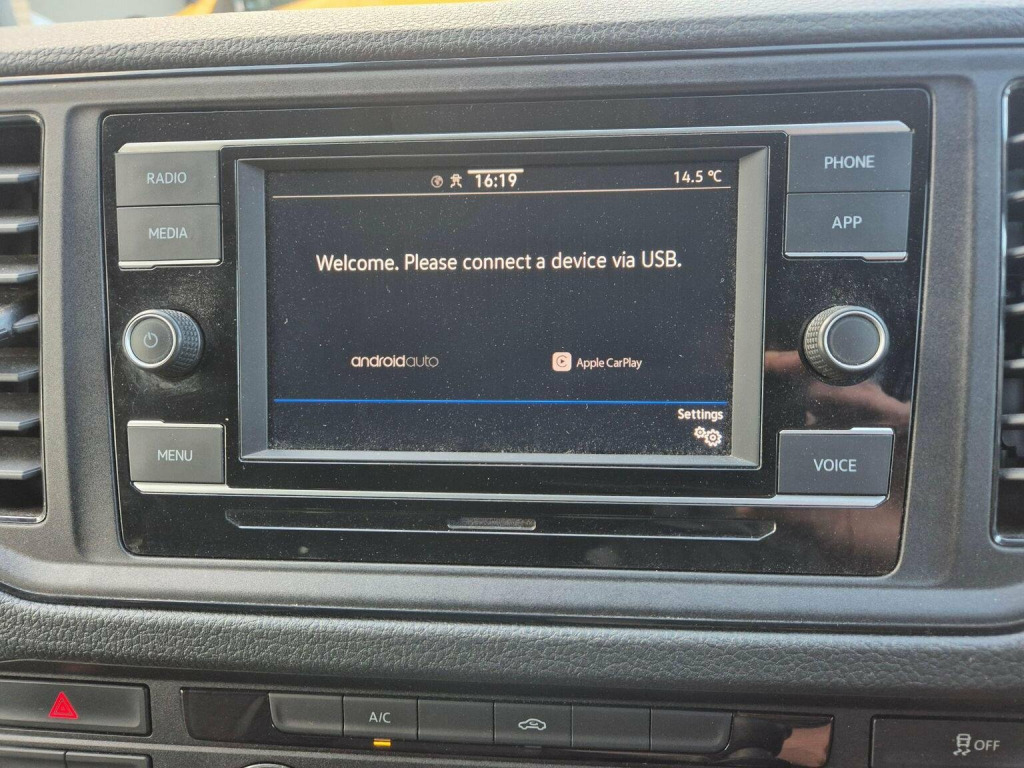 RADIO
MEDIA
MENU
16:19
14.5 °C
Welcome. Please connect a device via USB.
androidauto
Apple CarPlay
Settings
PHONE
APP
VOICE
A/C
OFF